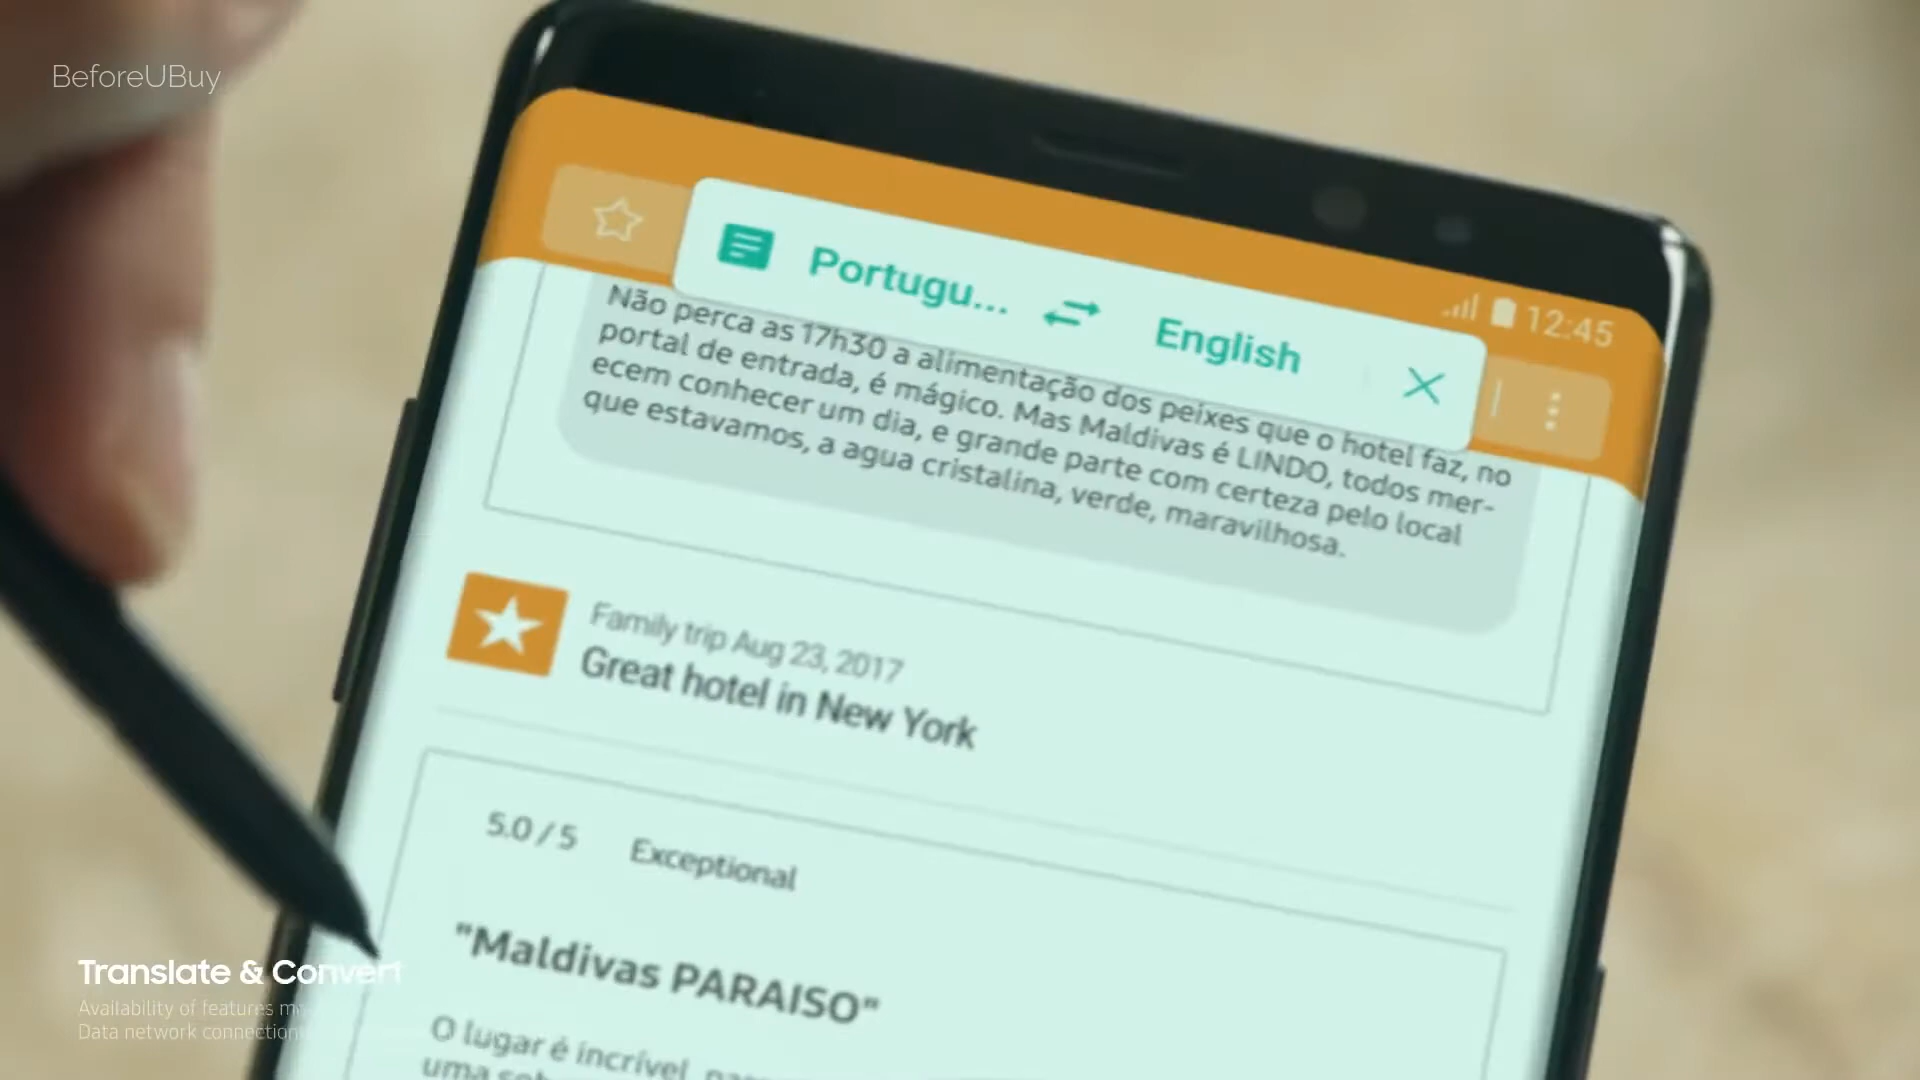 BeforeUBuy
12:45
Portugu... English
Não perca as 17h30 a alimentação dos peixes que o hotel faz, no
portal de entrada, é mágico. Mas Maldivas é LINDO, todos mer-
ecem conhecer um dia, e grande parte com certeza pelo local
que estavamos, a agua cristalina, verde, maravilhosa.
Family trip Aug 23, 2017
Great hotel in New York
5.0 / 5 Exceptional
"Maldivas PARAISO"
O lugar é incrível,
uma
Translate & Convert
Availability of features
Data network connection